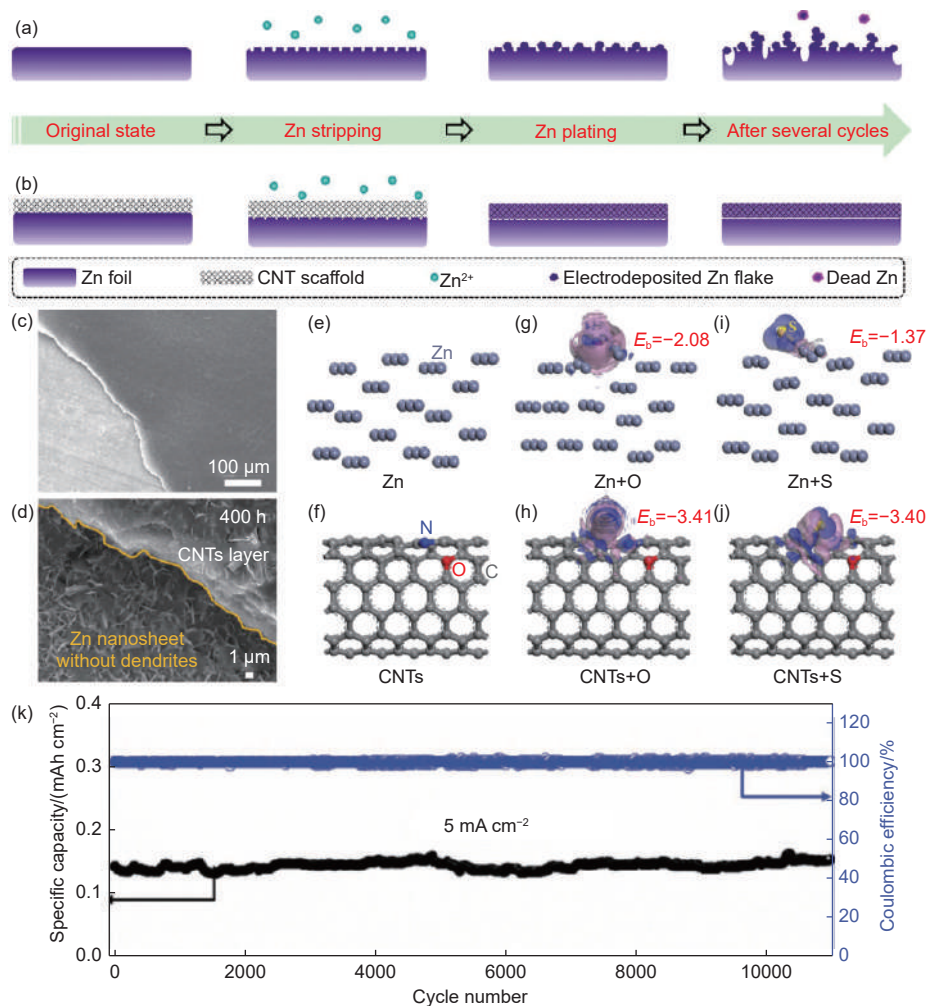 (a)
Original state
Zn stripping
Zn plating
After several cycles
(b)
Zn foil
CNT scaffold
Zn²⁺
Electrodeposited Zn flake
Dead Zn
(c)
100 μm
(d)
400 h
CNTs layer
Zn nanosheet
without dendrites
1 μm
(e)
Zn
Zn
(g)
E_b=−2.08
Zn+O
(i)
S
E_b=−1.37
Zn+S
(f)
N
O
C
CNTs
(h)
E_b=−3.41
CNTs+O
(j)
E_b=−3.40
CNTs+S
(k)
0.4
0.3
0.2
0.1
0.0
Specific capacity/(mAh cm⁻²)
5 mA cm⁻²
120
100
80
60
40
20
0
Coulombic efficiency/%
0
2000
4000
6000
8000
10000
Cycle number